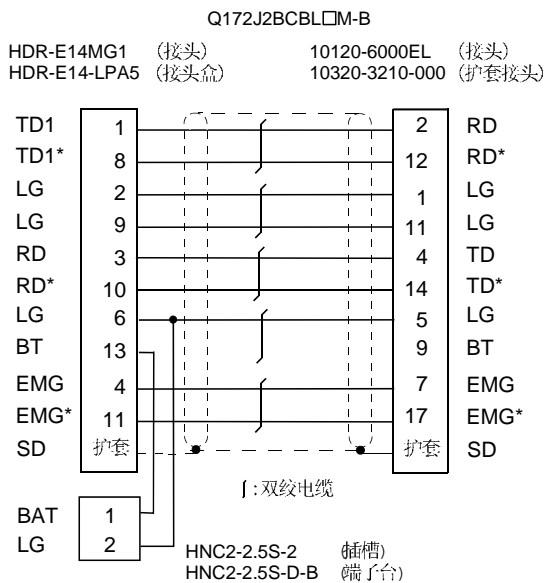 Q172J2BCBL□M-B
HDR-E14MG1 (接头) 10120-6000EL (接头)
HDR-E14-LPA5 (接头盒) 10320-3210-000 (护套接头)
TD1 1 2 RD
TD1* 8 12 RD*
LG 2 1 LG
LG 9 11 LG
RD 3 4 TD
RD* 10 14 TD*
LG 6 5 LG
BT 13 9 BT
EMG 4 7 EMG
EMG* 11 17 EMG*
SD 护套 护套 SD
∫:双绞电缆
BAT 1
LG 2
HNC2-2.5S-2 (插槽)
HNC2-2.5S-D-B (端子台)